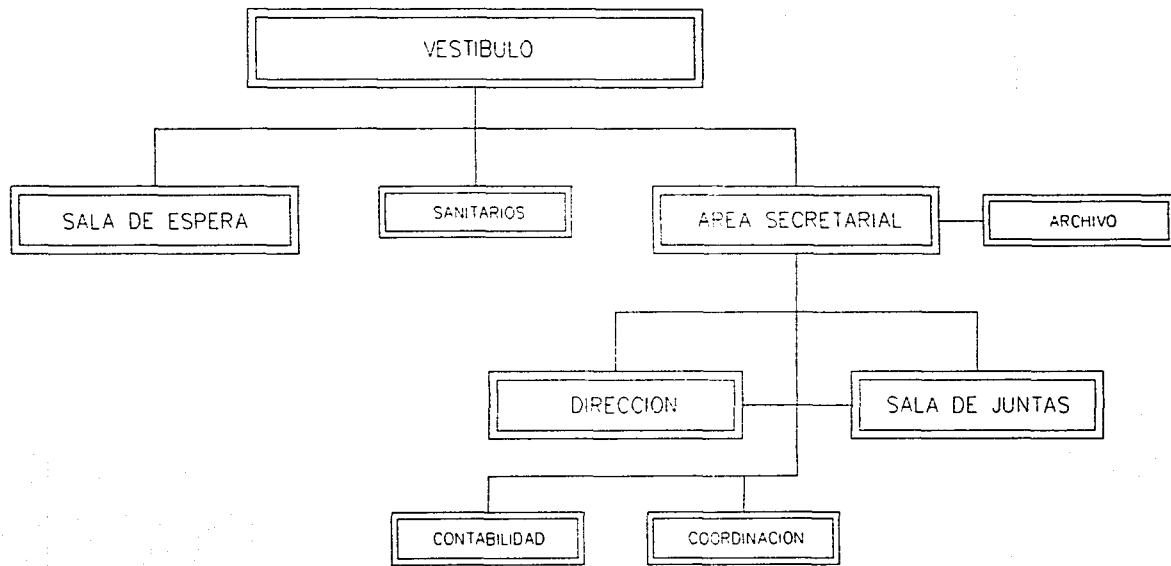 VESTIBULO
SALA DE ESPERA
SANITARIOS
AREA SECRETARIAL
ARCHIVO
DIRECCION
SALA DE JUNTAS
CONTABILIDAD
COORDINACION